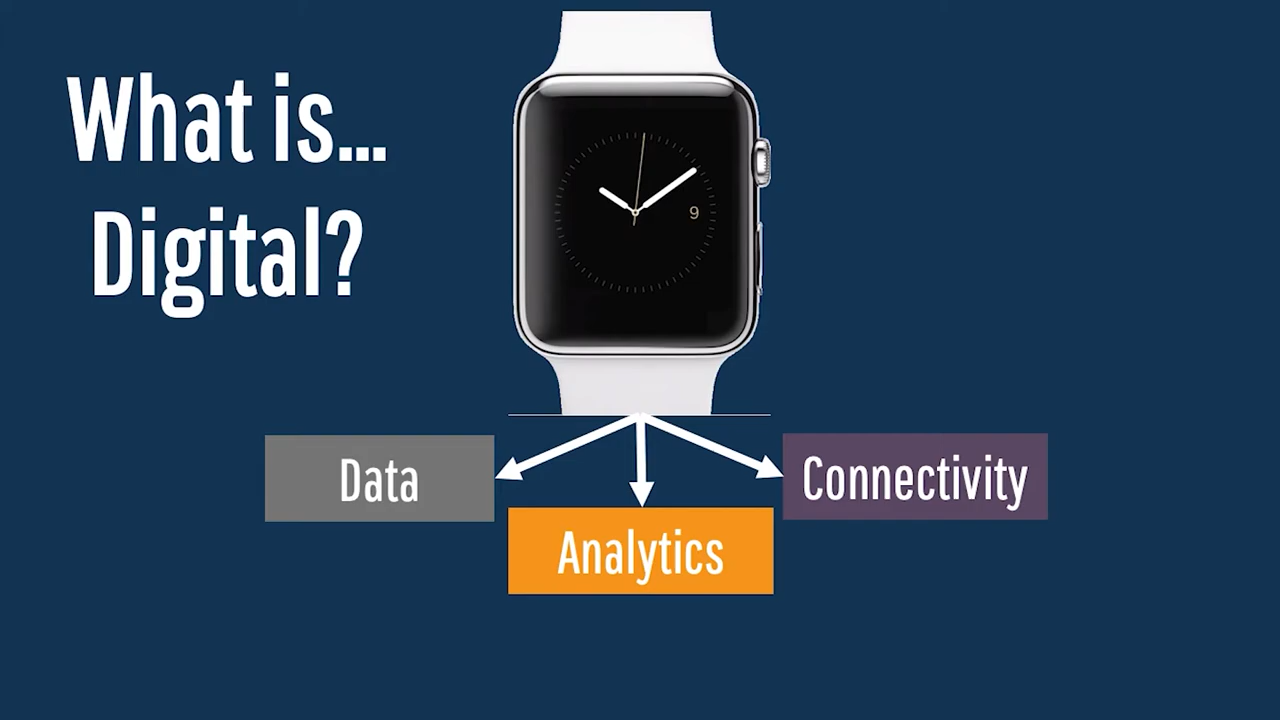 What is...
Digital?
9
Data
Connectivity
Analytics